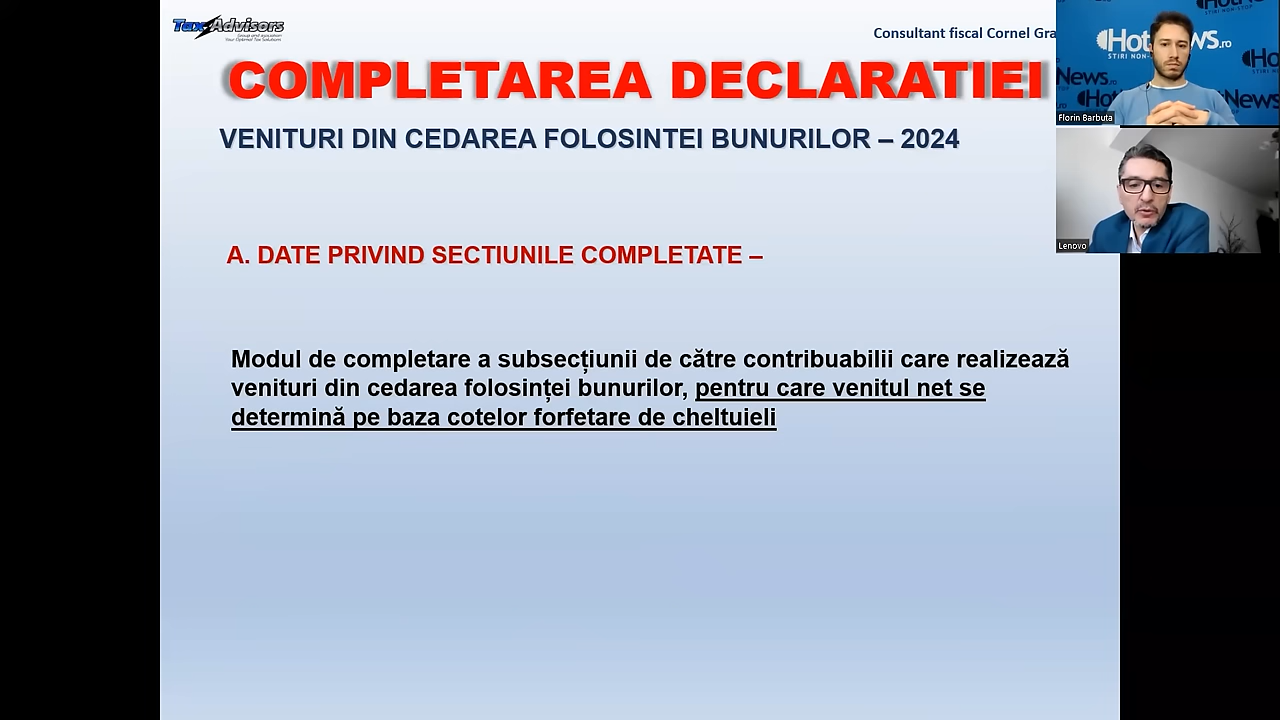 Tax Advisors
Consultant fiscal Cornel Gra
COMPLETAREA DECLARATIEI
VENITURI DIN CEDAREA FOLOSINTEI BUNURILOR – 2024
A. DATE PRIVIND SECTIUNILE COMPLETATE –
Modul de completare a subsecțiunii de către contribuabilii care realizează
venituri din cedarea folosinței bunurilor, pentru care venitul net se
determină pe baza cotelor forfetare de cheltuieli
Florin Barbuta
Lenovo